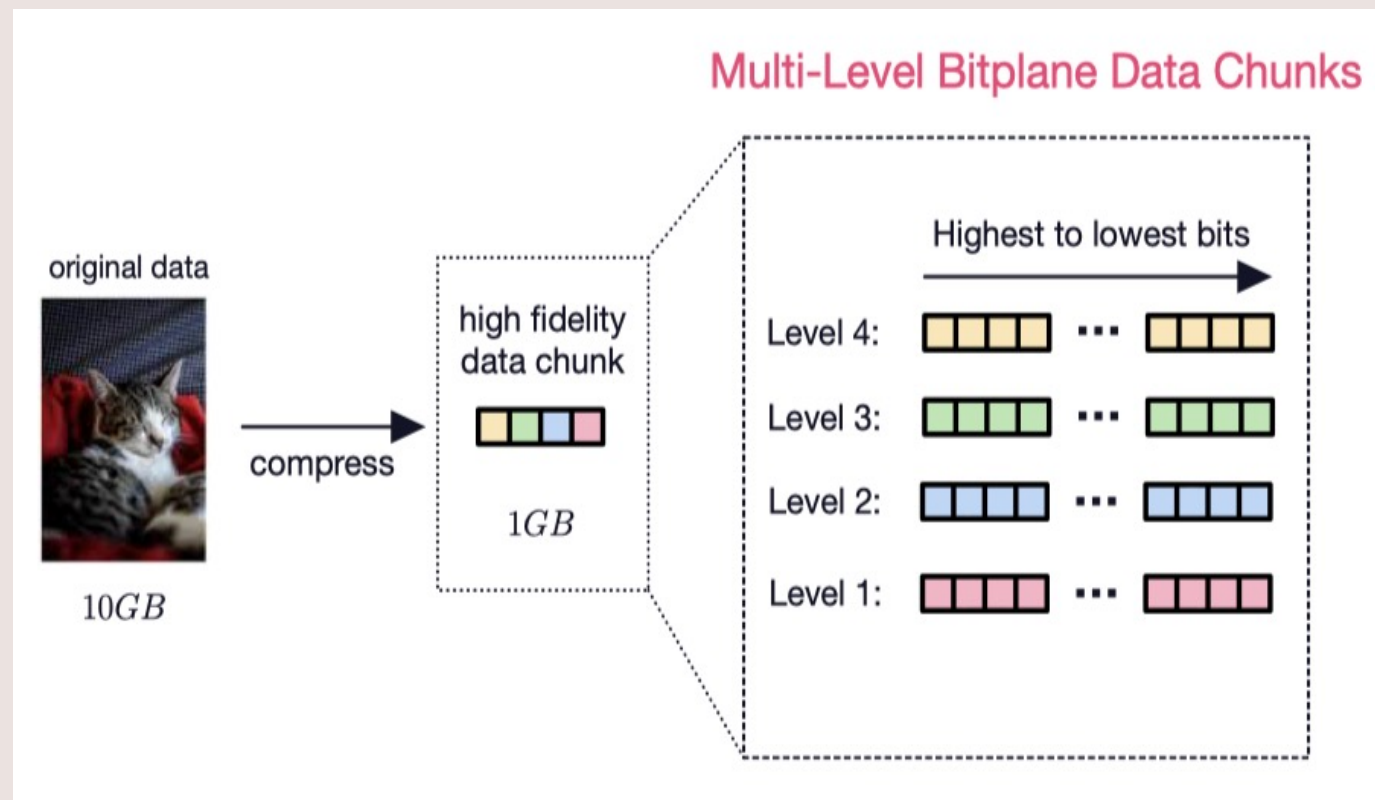 Multi-Level Bitplane Data Chunks
original data
10GB
compress
high fidelity
data chunk
1GB
Highest to lowest bits
Level 4:
...
Level 3:
...
Level 2:
...
Level 1:
...